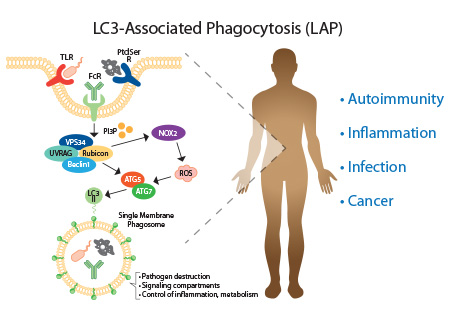 LC3-Associated Phagocytosis (LAP)
TLR
PtdSer
R
FcR
PI3P
NOX2
VPS34
UVRAG
Rubicon
Beclin1
ROS
ATG5
ATG7
LC3
II
Single Membrane
Phagosome
• Pathogen destruction
• Signaling compartments
• Control of inflammation, metabolism
• Autoimmunity
• Inflammation
• Infection
• Cancer